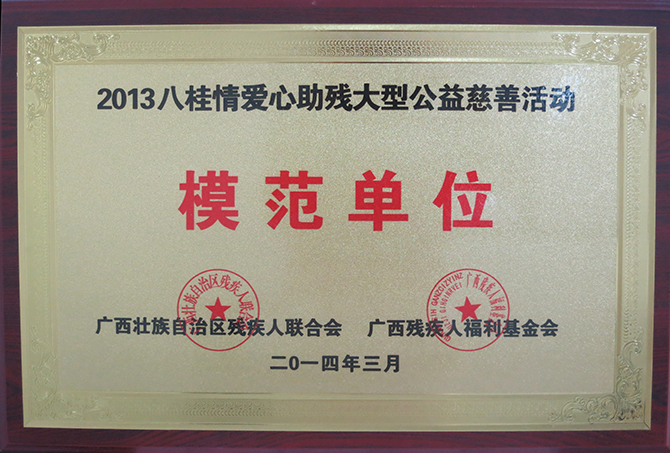 2013八桂情爱心助残大型公益慈善活动
模范单位
广西壮族自治区残疾人联合会 广西残疾人福利基金会
二〇一四年三月